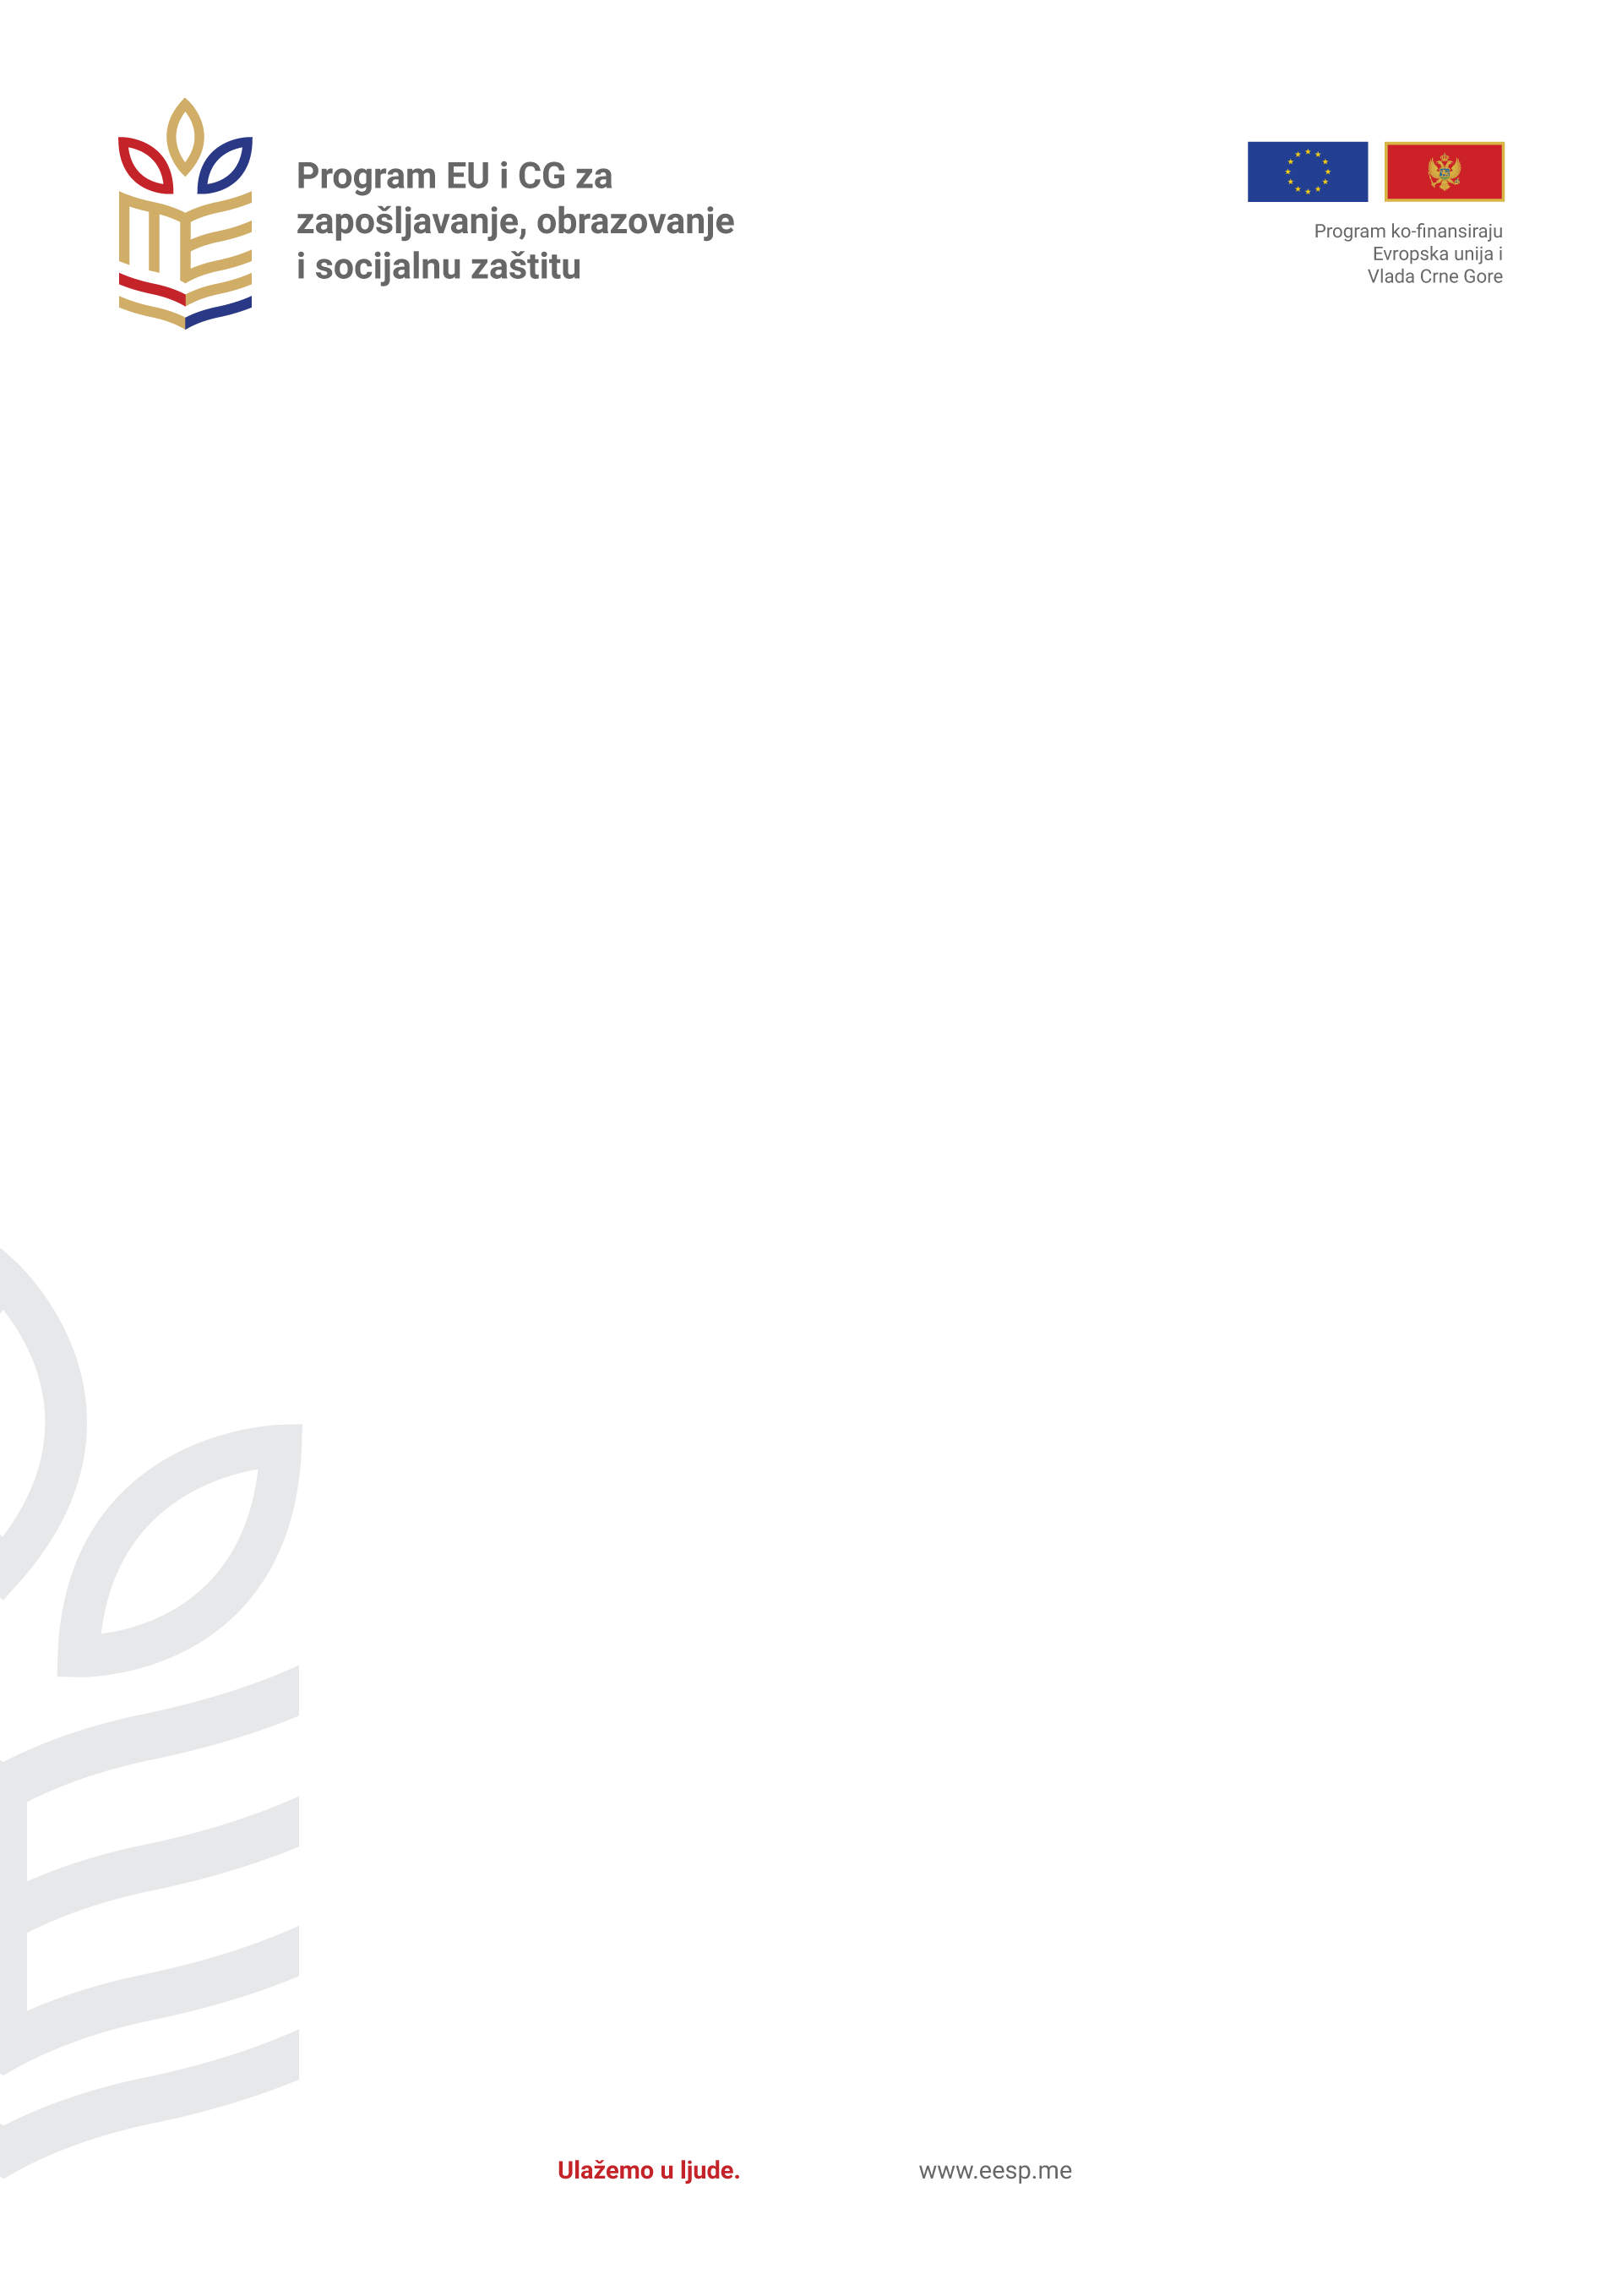 Program EU i CG za
zapošljavanje, obrazovanje
i socijalnu zaštitu
Program ko-finansiraju
Evropska unija i
Vlada Crne Gore
Ulažemo u ljude.
www.eesp.me